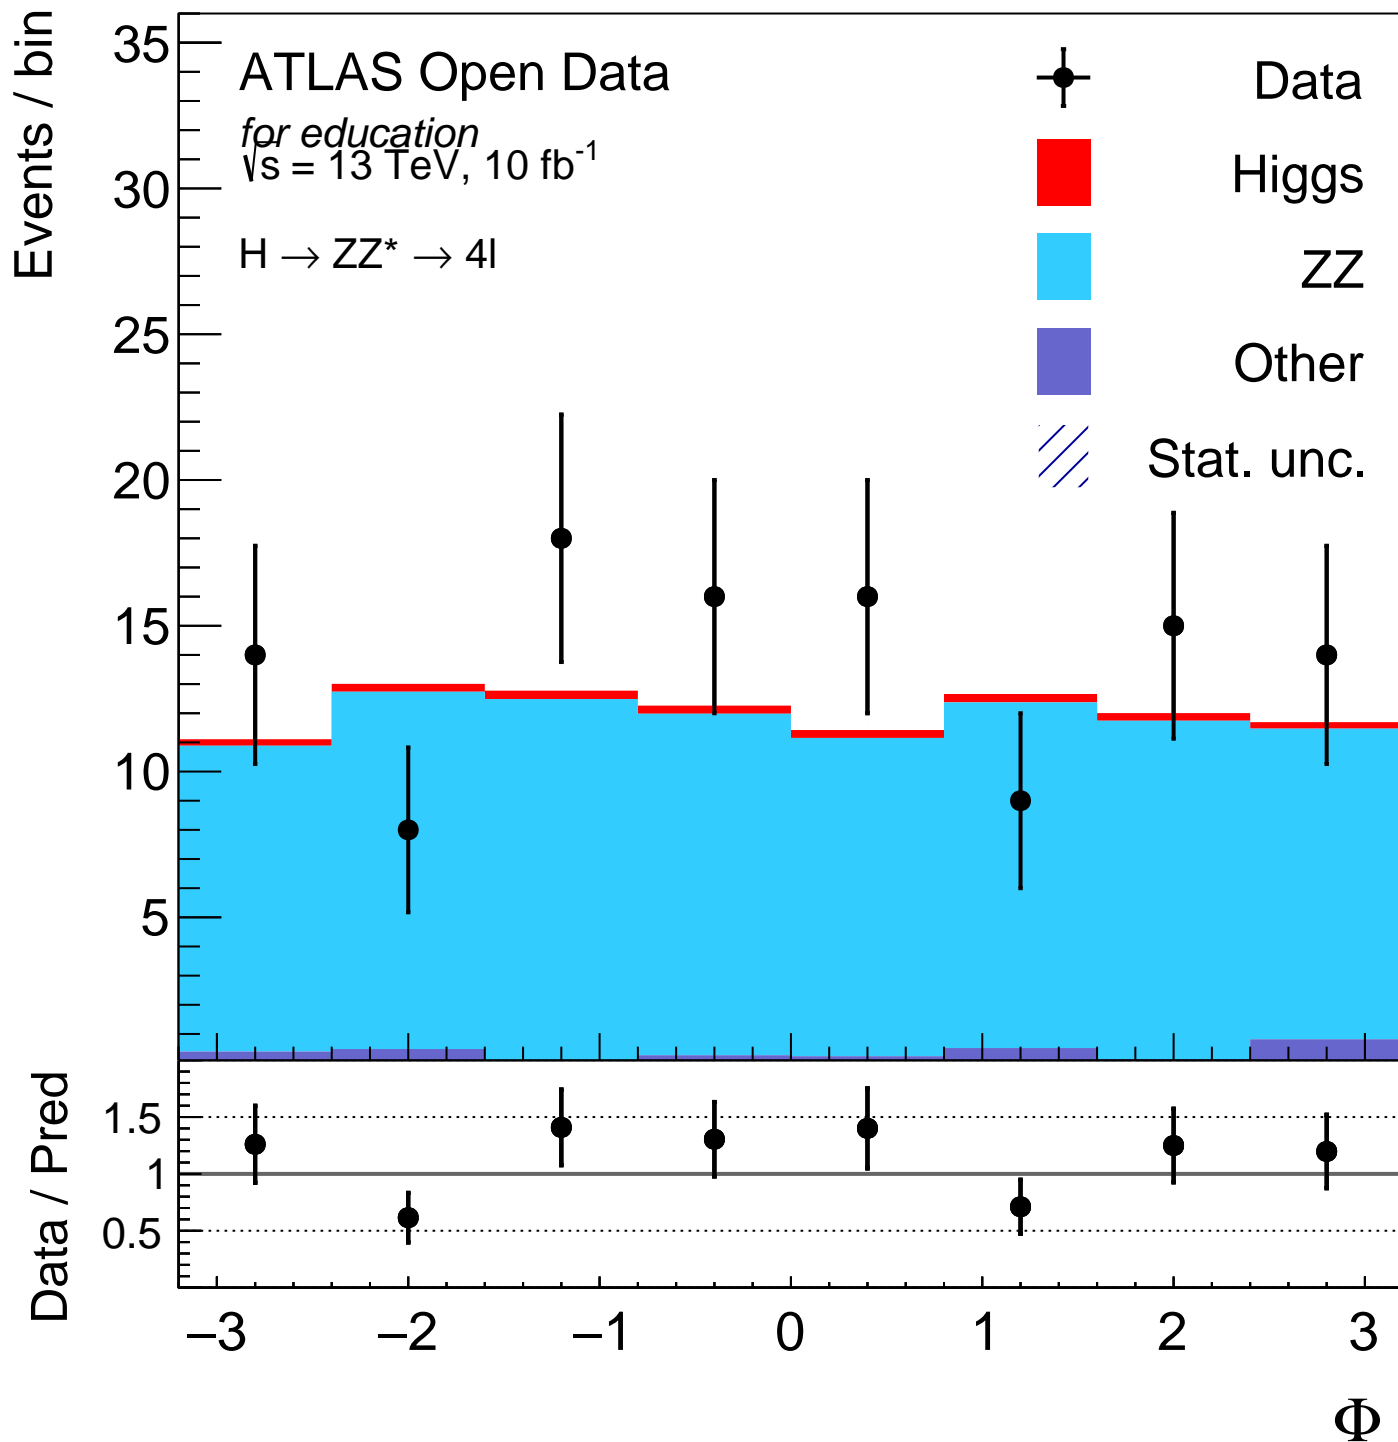 Events / bin
35
30
25
20
15
10
5
ATLAS Open Data
for education
√s = 13 TeV, 10 fb⁻¹
H → ZZ* → 4l
Data
Higgs
ZZ
Other
Stat. unc.
Data / Pred
1.5
1
0.5
−3 −2 −1 0 1 2 3
Φ